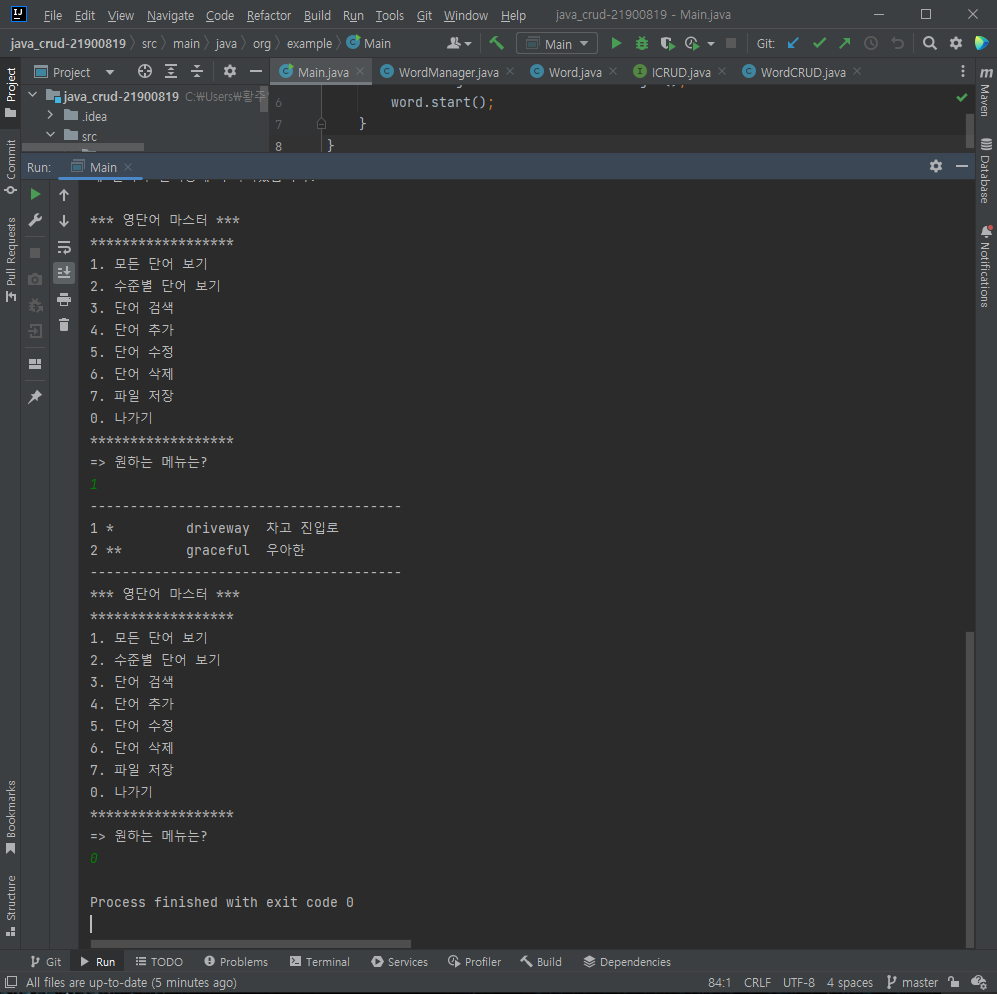 File Edit View Navigate Code Refactor Build Run Tools Git Window Help java_crud-21900819 - Main.java
java_crud-21900819 src main java org example Main Main Git:
Project Main.java WordManager.java Word.java ICRUD.java WordCRUD.java
java_crud-21900819 C:₩Users₩황주
.idea
src
6 word.start();
7 }
8 }
Run: Main
*** 영단어 마스터 ***
******************
1. 모든 단어 보기
2. 수준별 단어 보기
3. 단어 검색
4. 단어 추가
5. 단어 수정
6. 단어 삭제
7. 파일 저장
0. 나가기
******************
=> 원하는 메뉴는?
1
---------------------------------------
1 * driveway 차고 진입로
2 ** graceful 우아한
---------------------------------------
*** 영단어 마스터 ***
******************
1. 모든 단어 보기
2. 수준별 단어 보기
3. 단어 검색
4. 단어 추가
5. 단어 수정
6. 단어 삭제
7. 파일 저장
0. 나가기
******************
=> 원하는 메뉴는?
0
Process finished with exit code 0
Project
Commit
Pull Requests
Bookmarks
Structure
Maven
Database
Notifications
Git Run TODO Problems Terminal Services Profiler Build Dependencies
All files are up-to-date (5 minutes ago) 84:1 CRLF UTF-8 4 spaces master